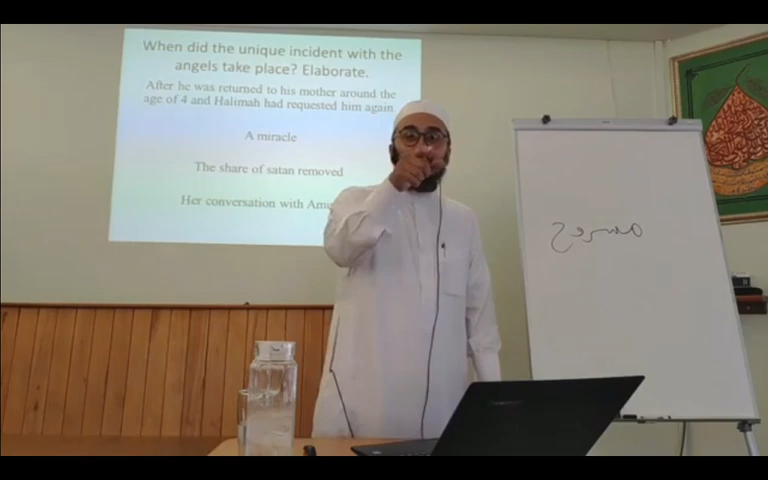 When did the unique incident with the
angels take place? Elaborate.
After he was returned to his mother around the
age of 4 and Halimah had requested him again.
A miracle
The share of satan removed
Her conversation with